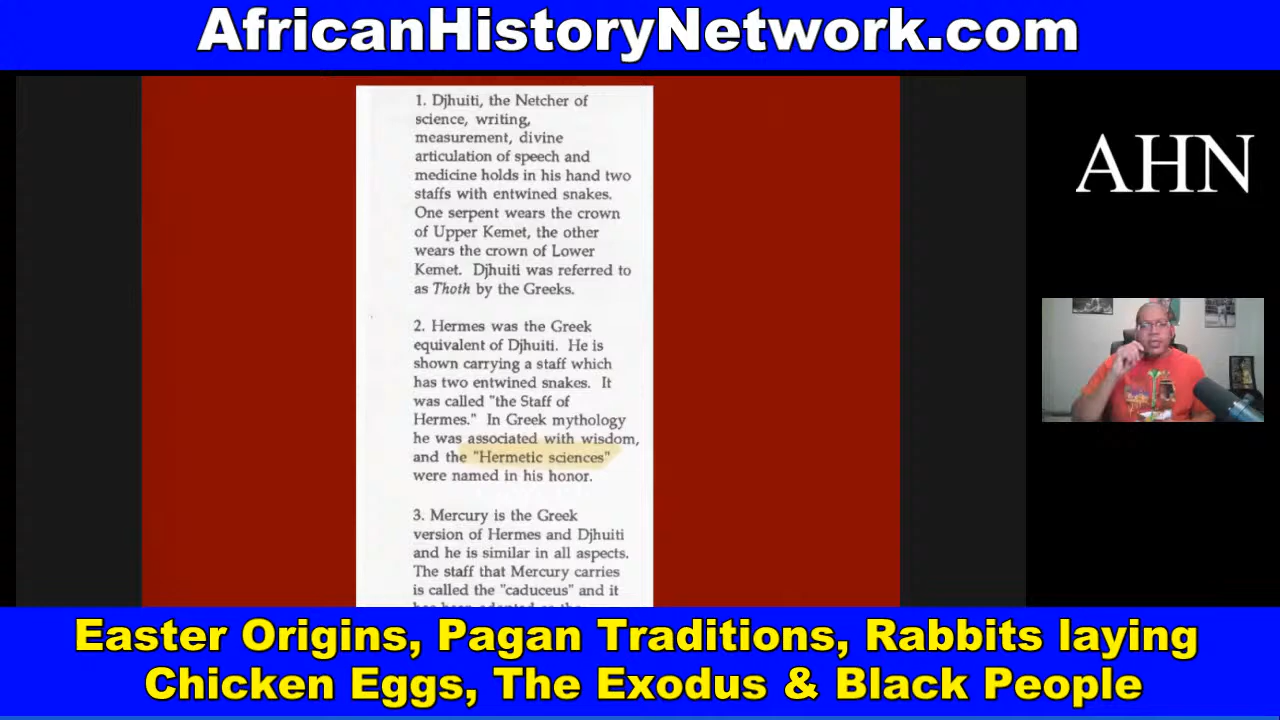 AfricanHistoryNetwork.com
1. Djhuiti, the Netcher of
science, writing,
measurement, divine
articulation of speech and
medicine holds in his hand two
staffs with entwined snakes.
One serpent wears the crown
of Upper Kemet, the other
wears the crown of Lower
Kemet. Djhuiti was referred to
as Thoth by the Greeks.
2. Hermes was the Greek
equivalent of Djhuiti. He is
shown carrying a staff which
has two entwined snakes. It
was called "the Staff of
Hermes." In Greek mythology
he was associated with wisdom,
and the "Hermetic sciences"
were named in his honor.
3. Mercury is the Greek
version of Hermes and Djhuiti
and he is similar in all aspects.
The staff that Mercury carries
is called the "caduceus" and it
AHN
Easter Origins, Pagan Traditions, Rabbits laying
Chicken Eggs, The Exodus & Black People